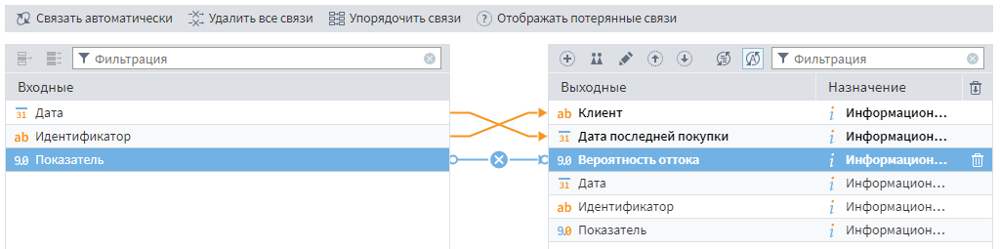 Связать автоматически Удалить все связи Упорядочить связи ? Отображать потерянные связи
Фильтрация Фильтрация
Входные Выходные Назначение
31 Дата ab Клиент i Информацион...
ab Идентификатор 31 Дата последней покупки i Информацион...
9.0 Показатель 9.0 Вероятность оттока i Информацион...
31 Дата i Информацион...
ab Идентификатор i Информацион...
9.0 Показатель i Информацион...